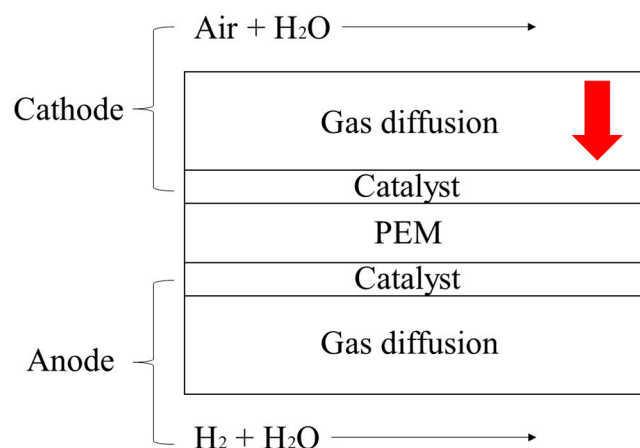 Air + H₂O
Cathode
Gas diffusion
Catalyst
PEM
Catalyst
Gas diffusion
Anode
H₂ + H₂O